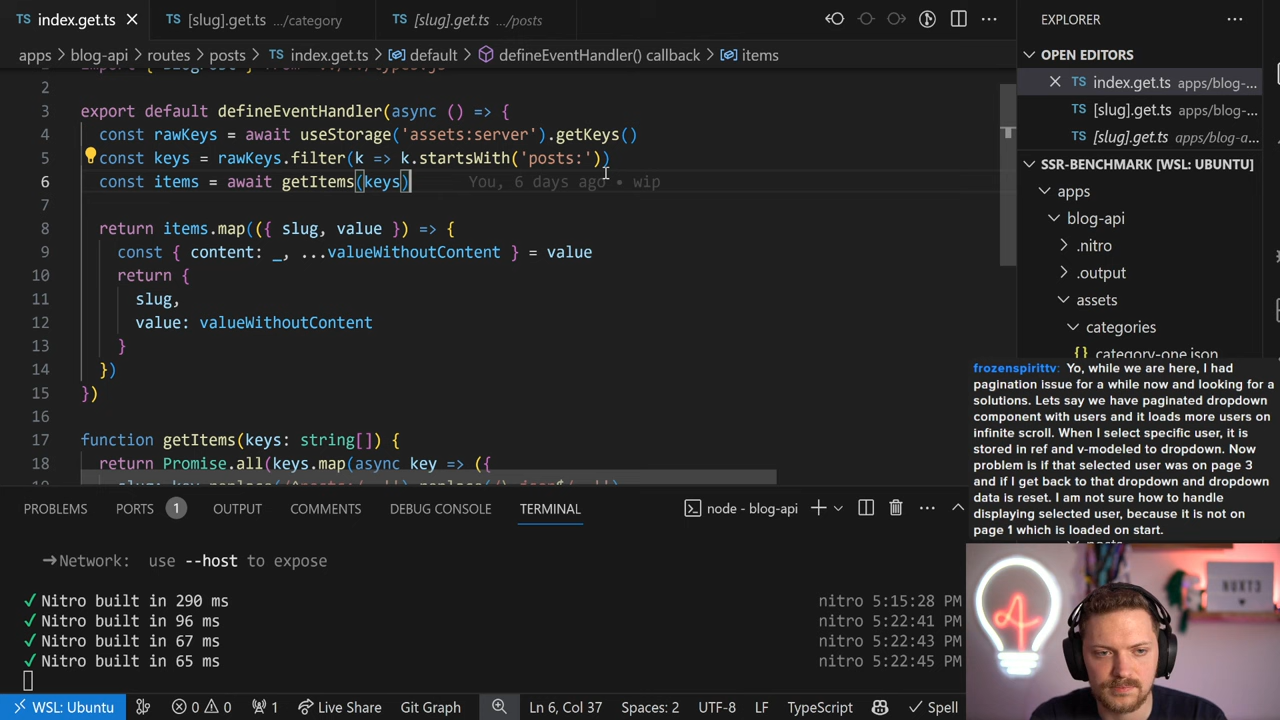 TS index.get.ts ×
TS [slug].get.ts .../category
TS [slug].get.ts .../posts
EXPLORER
apps > blog-api > routes > posts > TS index.get.ts > default > defineEventHandler() callback > items
OPEN EDITORS
× TS index.get.ts apps/blog-...
TS [slug].get.ts apps/blog-...
TS [slug].get.ts apps/blog-a...
SSR-BENCHMARK [WSL: UBUNTU]
apps
blog-api
.nitro
.output
assets
categories
{} category-one.json
2
3 export default defineEventHandler(async () => {
4 const rawKeys = await useStorage('assets:server').getKeys()
5 const keys = rawKeys.filter(k => k.startsWith('posts:'))
6 const items = await getItems(keys) You, 6 days ago • wip
7
8 return items.map(({ slug, value }) => {
9 const { content: _, ...valueWithoutContent } = value
10 return {
11 slug,
12 value: valueWithoutContent
13 }
14 })
15 })
16
17 function getItems(keys: string[]) {
18 return Promise.all(keys.map(async key => ({
frozenspirittv: Yo, while we are here, I had
pagination issue for a while now and looking for a
solutions. Lets say we have paginated dropdown
component with users and it loads more users on
infinite scroll. When I select specific user, it is
stored in ref and v-modeled to dropdown. Now
problem is if that selected user was on page 3
and if I get back to that dropdown and dropdown
data is reset. I am not sure how to handle
displaying selected user, because it is not on
page 1 which is loaded on start.
PROBLEMS PORTS 1 OUTPUT COMMENTS DEBUG CONSOLE TERMINAL node - blog-api
➜ Network: use --host to expose
✓ Nitro built in 290 ms nitro 5:15:28 PM
✓ Nitro built in 96 ms nitro 5:22:41 PM
✓ Nitro built in 67 ms nitro 5:22:43 PM
✓ Nitro built in 65 ms nitro 5:22:45 PM
NUXT3
WSL: Ubuntu 0 0 1 Live Share Git Graph Ln 6, Col 37 Spaces: 2 UTF-8 LF TypeScript Spell